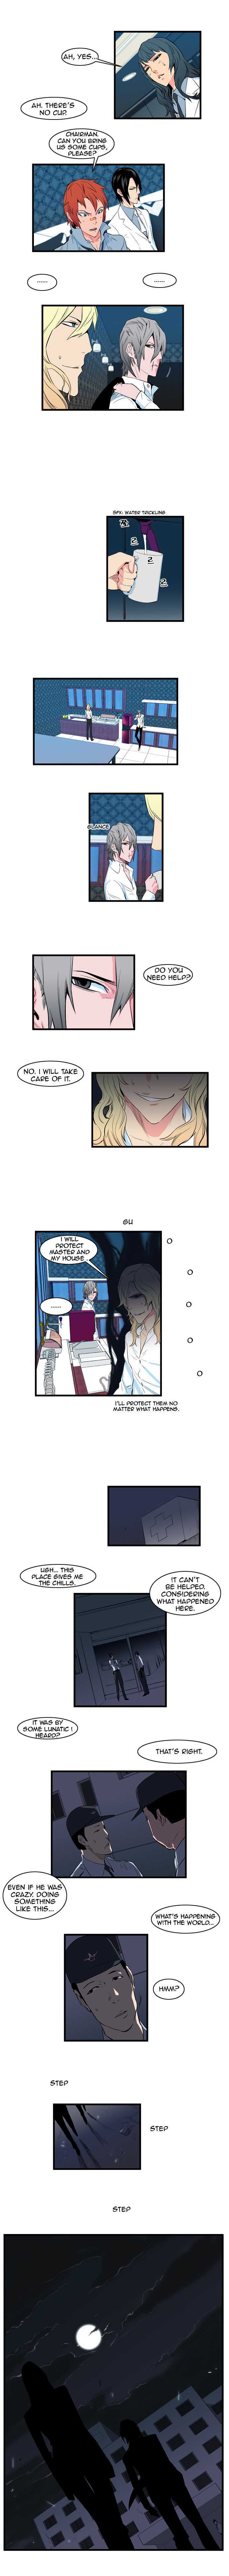 AH, YES...
AH. THERE'S
NO CUP.
CHAIRMAN.
CAN YOU BRING
US SOME CUPS,
PLEASE?
......
......
SFX: WATER TRICKLING
GLANCE
DO YOU
NEED HELP?
NO. I WILL TAKE
CARE OF IT.
GU
I WILL
PROTECT
MASTER AND
MY HOUSE
......
O
O
O
O
O
I'LL PROTECT THEM NO
MATTER WHAT HAPPENS.
UGH... THIS
PLACE GIVES ME
THE CHILLS.
IT CAN'T
BE HELPED.
CONSIDERING
WHAT HAPPENED
HERE.
IT WAS BY
SOME LUNATIC I
HEARD?
THAT'S RIGHT.
EVEN IF HE WAS
CRAZY. DOING
SOMETHING
LIKE THIS...
WHAT'S HAPPENING
WITH THE WORLD...
HMM?
STEP
STEP
STEP